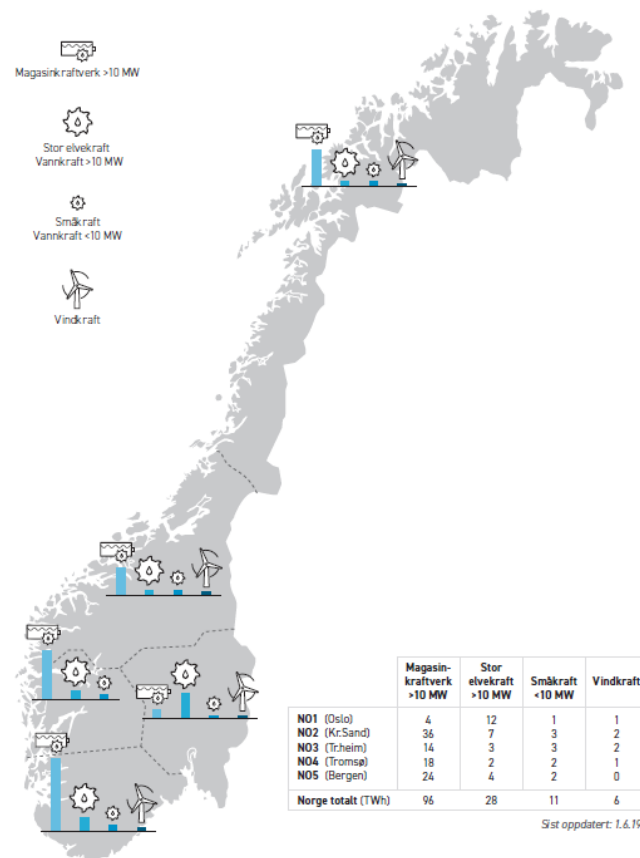 Magasinkraftverk >10 MW
Stor elvekraft
Vannkraft >10 MW
Småkraft
Vannkraft <10 MW
Vindkraft
Magasin- Stor
kraftverk elvekraft Småkraft Vindkraft
>10 MW >10 MW <10 MW
NO1 (Oslo) 4 12 1 1
NO2 (Kr.Sand) 36 7 3 2
NO3 (Tr.heim) 14 3 3 2
NO4 (Tromsø) 18 2 2 1
NO5 (Bergen) 24 4 2 0
Norge totalt (TWh) 96 28 11 6
Sist oppdatert: 1.6.19